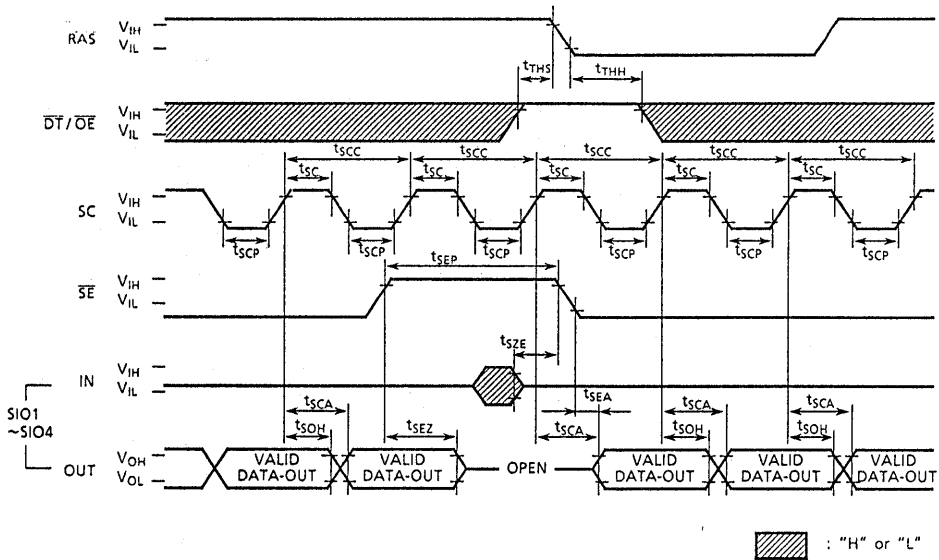 RAS VIH
VIL
tTHS tTHH
DT/OE VIH
VIL
tSCC tSCC tSCC tSCC tSCC
tSC tSC tSC tSC tSC
SC VIH
VIL
tSCP tSCP tSCP tSCP tSCP tSCP
tSEP
SE VIH
VIL
tSZE
IN VIH
VIL
tSEA
SIO1
~SIO4
tSCA tSCA tSCA tSCA
tSOH tSEZ tSOH tSOH
OUT VOH
VOL
VALID DATA-OUT VALID DATA-OUT OPEN VALID DATA-OUT VALID DATA-OUT VALID DATA-OUT
: "H" or "L"